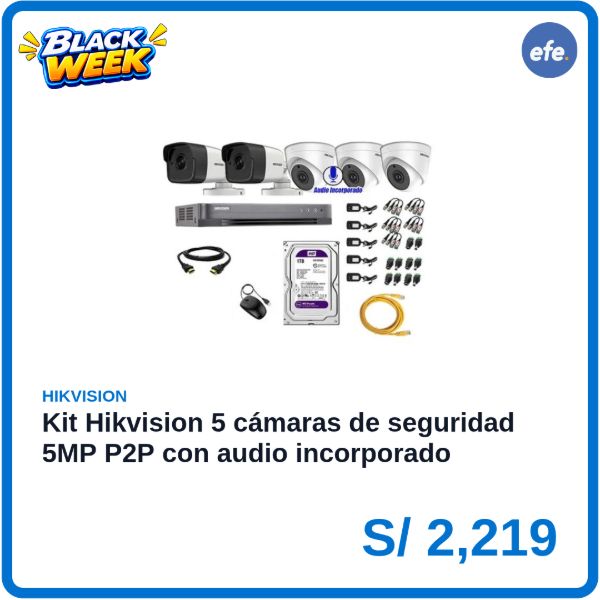 BLACK
WEEK
efe.
Audio Incorporado
1TB
HIKVISION
Kit Hikvision 5 cámaras de seguridad
5MP P2P con audio incorporado
S/ 2,219